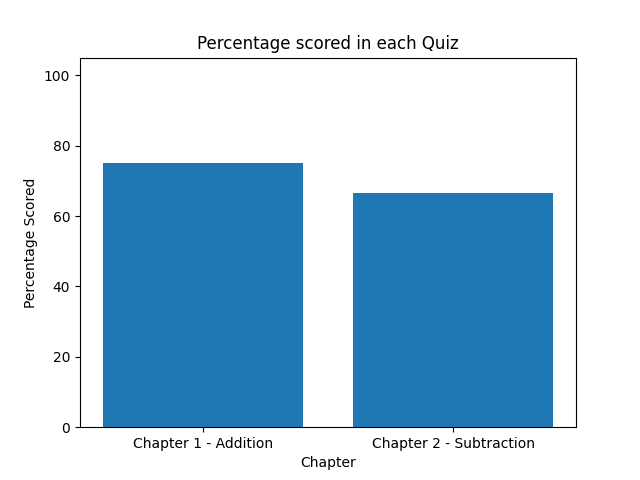 Percentage scored in each Quiz
100
80
60
40
20
0
Percentage Scored
Chapter 1 - Addition
Chapter 2 - Subtraction
Chapter